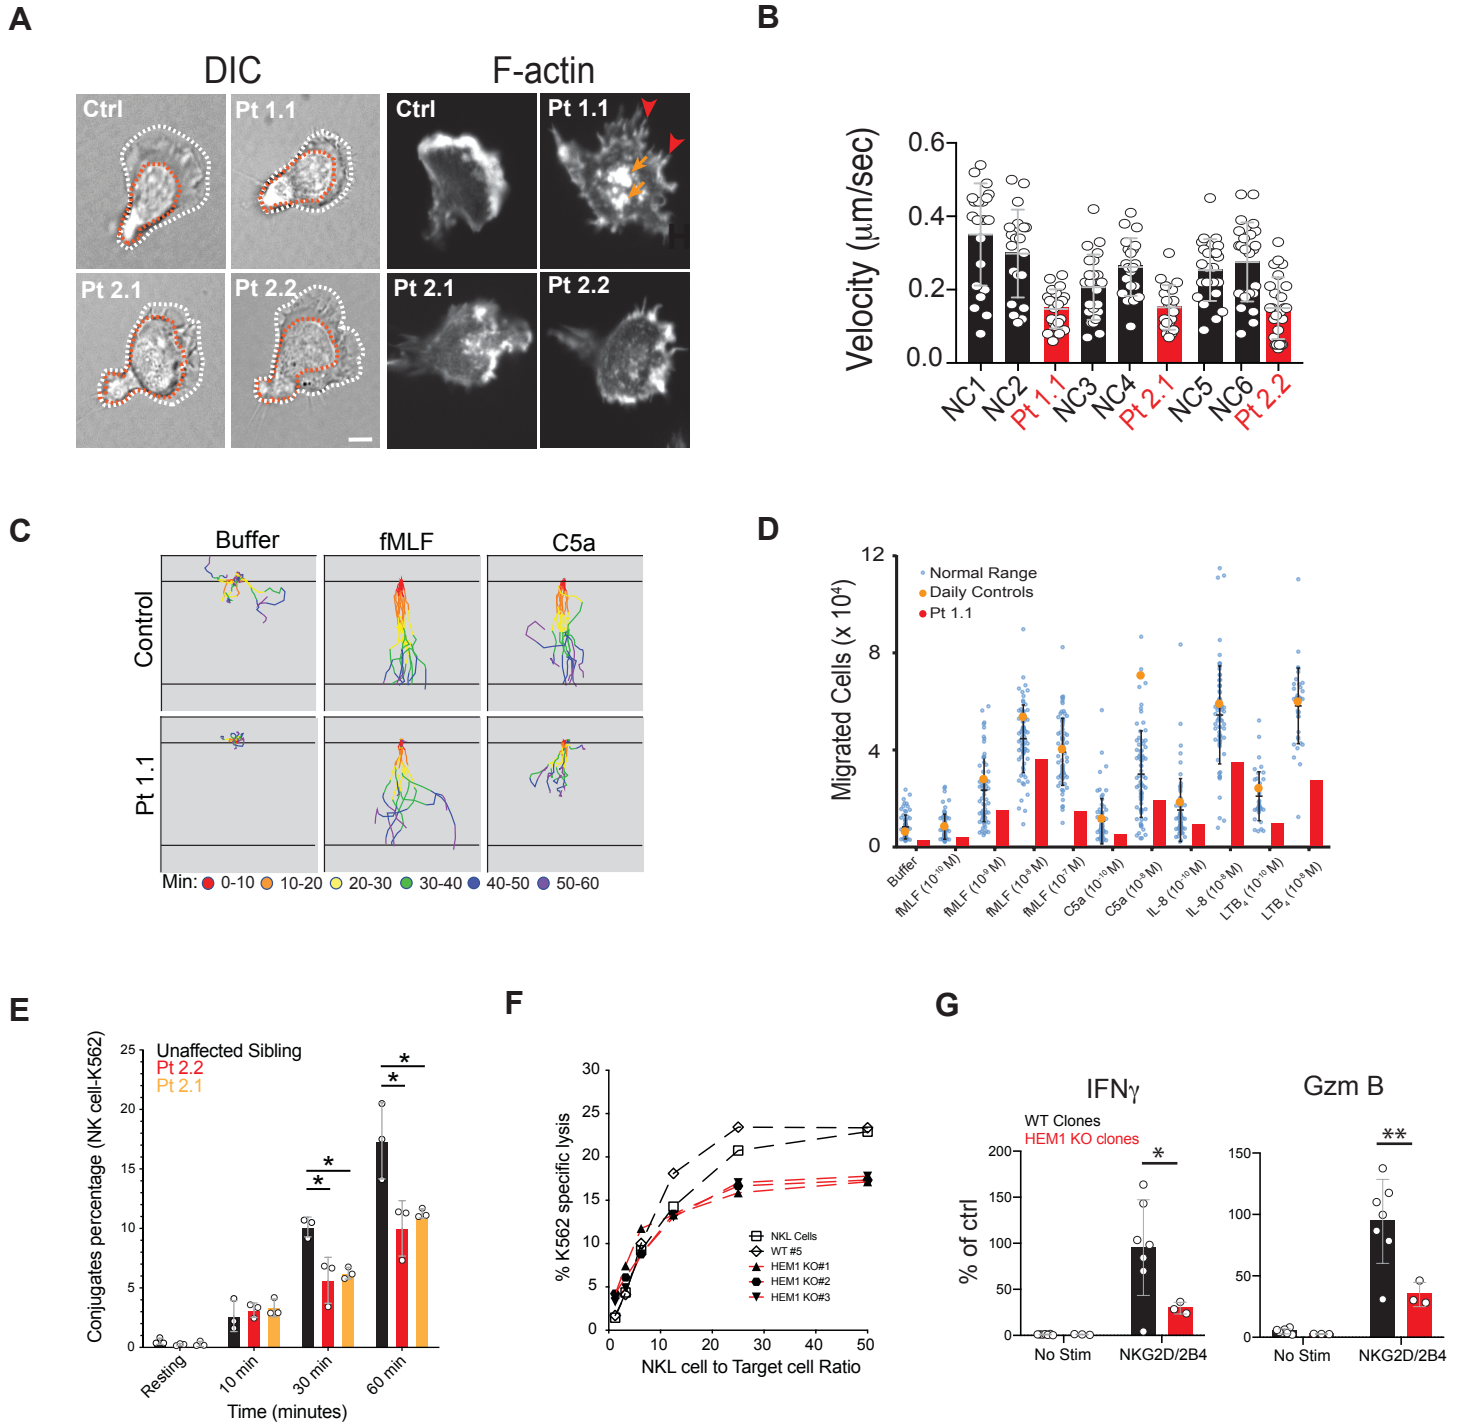 A
DIC
F-actin
Ctrl
Pt 1.1
Ctrl
Pt 1.1
H
Pt 2.1
Pt 2.2
Pt 2.1
Pt 2.2
B
Velocity (μm/sec)
0.6
0.4
0.2
0.0
NC1
NC2
Pt 1.1
NC3
NC4
Pt 2.1
NC5
NC6
Pt 2.2
C
Buffer
fMLF
C5a
Control
Pt 1.1
Min: 0-10 10-20 20-30 30-40 40-50 50-60
D
Migrated Cells (x 10⁴)
12
8
4
0
Normal Range
Daily Controls
Pt 1.1
Buffer
fMLF (10⁻¹⁰ M)
fMLF (10⁻⁹ M)
fMLF (10⁻⁸ M)
fMLF (10⁻⁷ M)
C5a (10⁻¹⁰ M)
C5a (10⁻⁸ M)
IL-8 (10⁻¹⁰ M)
IL-8 (10⁻⁸ M)
LTB₄ (10⁻¹⁰ M)
LTB₄ (10⁻⁸ M)
E
Conjugates percentage (NK cell-K562)
25
20
15
10
5
0
Unaffected Sibling
Pt 2.2
Pt 2.1
*
*
*
*
Resting
10 min
30 min
60 min
Time (minutes)
F
% K562 specific lysis
30
25
20
15
10
5
0
NKL Cells
WT #5
HEM1 KO#1
HEM1 KO#2
HEM1 KO#3
0 10 20 30 40 50
NKL cell to Target cell Ratio
G
IFNγ
Gzm B
WT Clones
HEM1 KO clones
% of ctrl
200
150
100
50
0
*
No Stim
NKG2D/2B4
150
100
50
0
**
No Stim
NKG2D/2B4